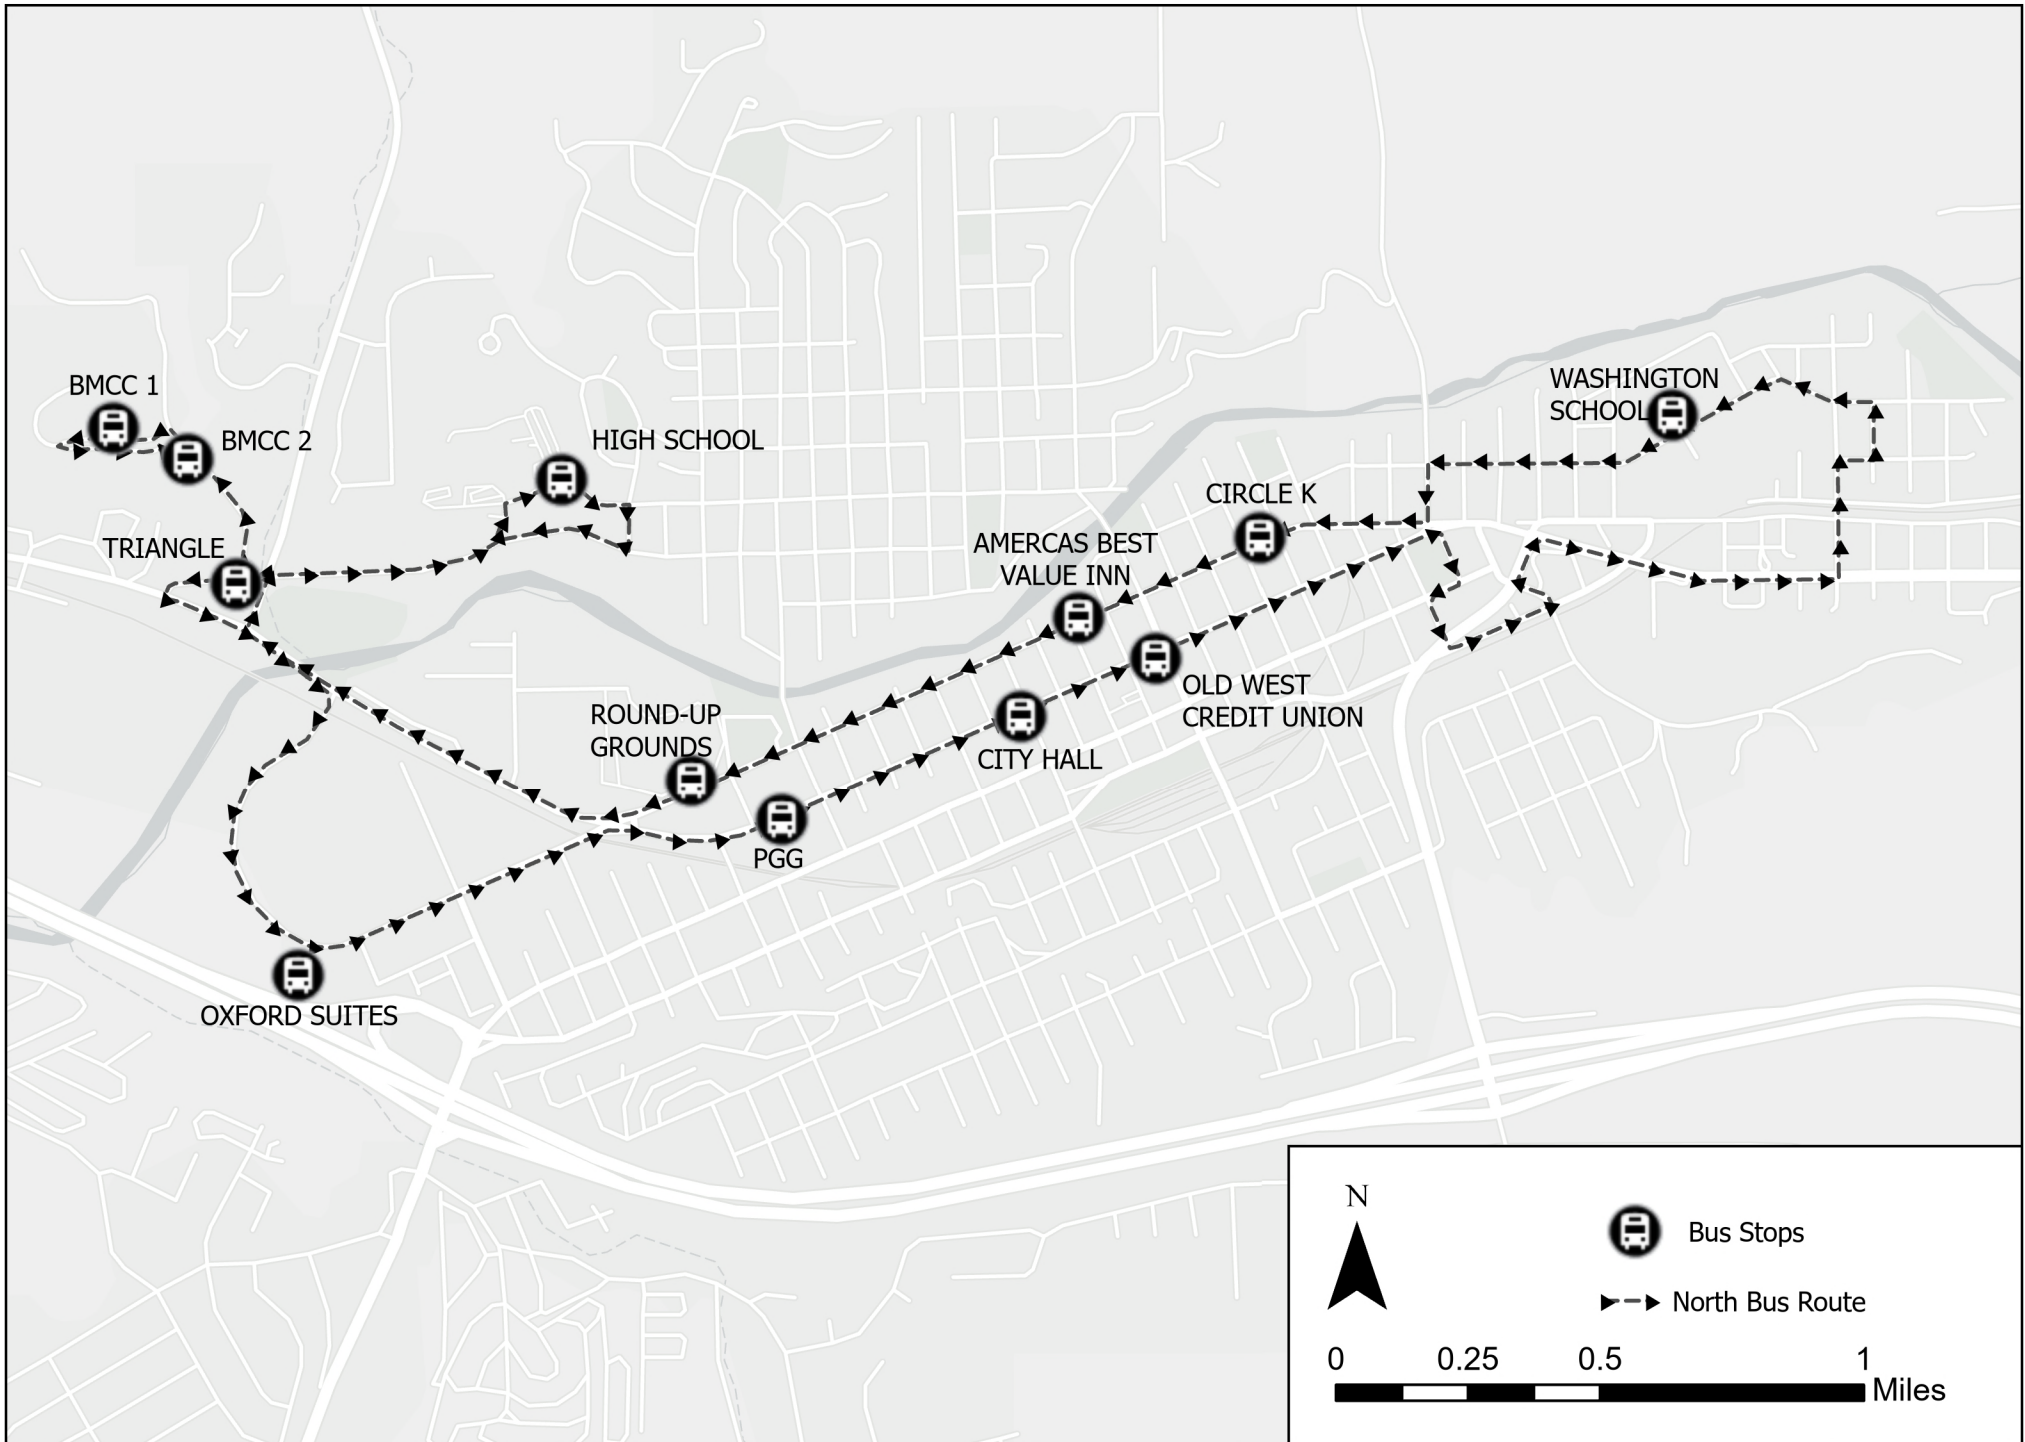 BMCC 1
BMCC 2
TRIANGLE
HIGH SCHOOL
WASHINGTON
SCHOOL
CIRCLE K
AMERCAS BEST
VALUE INN
OLD WEST
CREDIT UNION
CITY HALL
ROUND-UP
GROUNDS
PGG
OXFORD SUITES
N
Bus Stops
North Bus Route
0 0.25 0.5 1
Miles